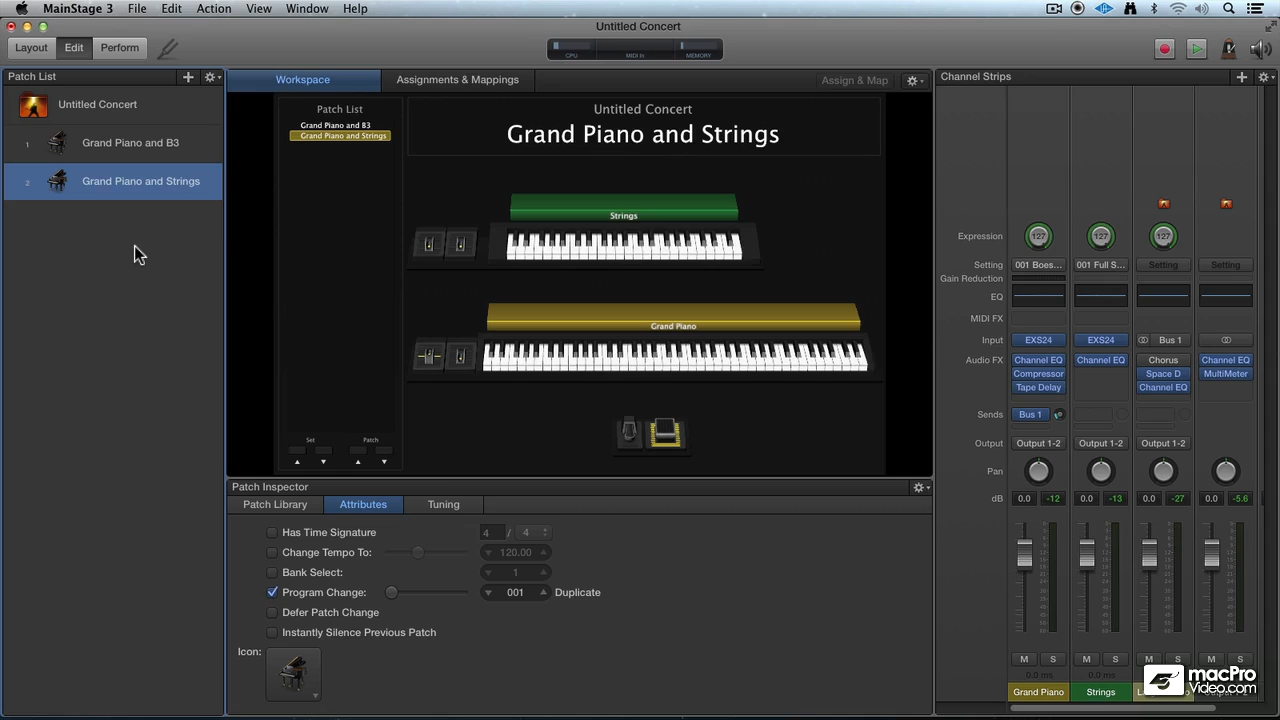 MainStage 3 File Edit Action View Window Help
Untitled Concert
Layout Edit Perform
CPU MIDI In MEMORY
Patch List
Workspace Assignments & Mappings Assign & Map
Channel Strips
Untitled Concert
1 Grand Piano and B3
2 Grand Piano and Strings
Patch List
Grand Piano and B3
Grand Piano and Strings
Set Patch
Untitled Concert
Grand Piano and Strings
Strings
Grand Piano
Expression 127 127 127
Setting 001 Boes... 001 Full S... Setting Setting
Gain Reduction
EQ
MIDI FX
Input EXS24 EXS24 Bus 1
Audio FX Channel EQ Channel EQ Chorus Channel EQ
Compressor Space D MultiMeter
Tape Delay Channel EQ
Sends Bus 1
Output Output 1-2 Output 1-2 Output 1-2
Pan
dB 0.0 -12 0.0 -13 0.0 -27 0.0 -5.6
M S M S M S M S
0.0 ms 0.0 ms
Grand Piano Strings
Patch Inspector
Patch Library Attributes Tuning
Has Time Signature 4 / 4
Change Tempo To: 120.00
Bank Select: 1
Program Change: 001 Duplicate
Defer Patch Change
Instantly Silence Previous Patch
Icon:
macPro
Video.com